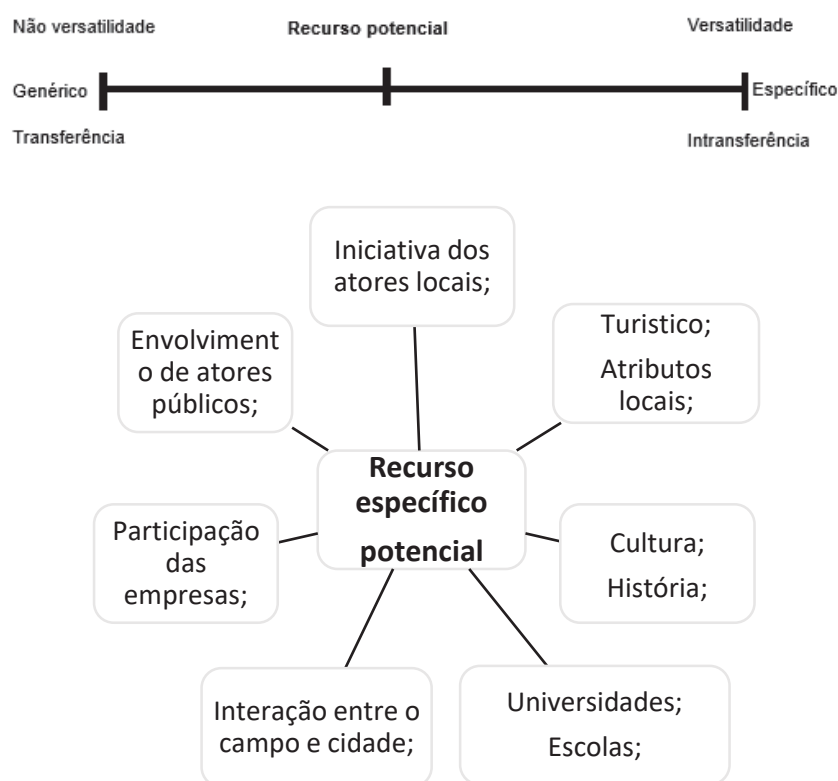 Não versatilidade
Recurso potencial
Versatilidade
Genérico
Específico
Transferência
Intransferência
Iniciativa dos
atores locais;
Envolviment
o de atores
públicos;
Turistico;
Atributos
locais;
Recurso
específico
potencial
Participação
das
empresas;
Cultura;
História;
Interação entre o
campo e cidade;
Universidades;
Escolas;